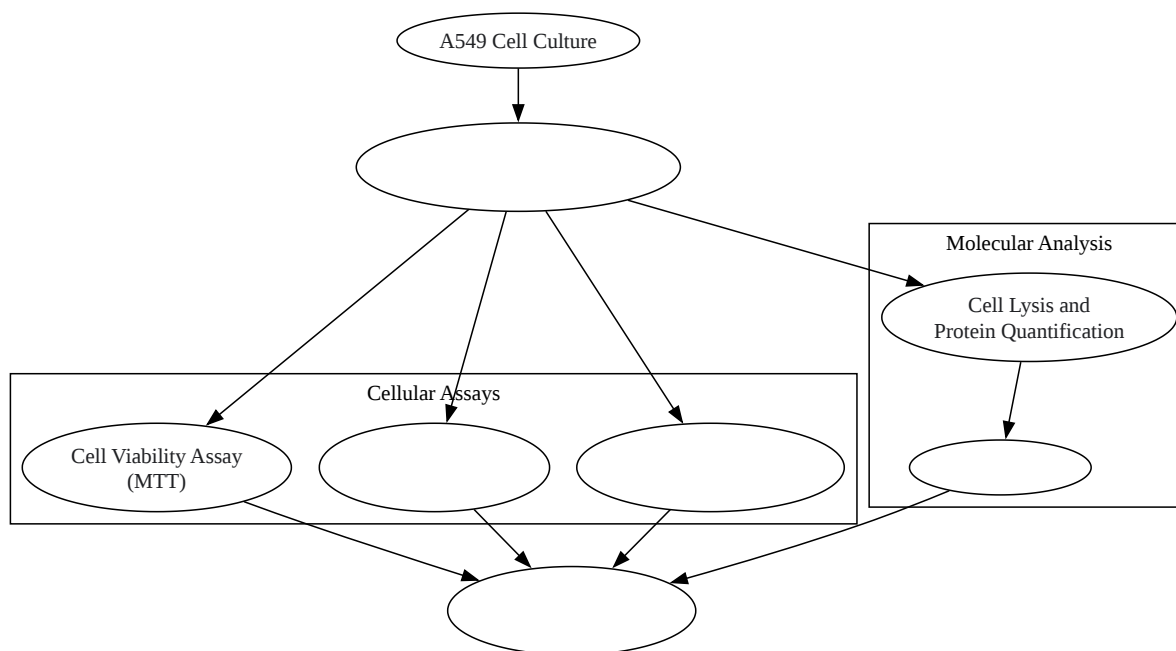 A549 Cell Culture
Molecular Analysis
Cell Lysis and
Protein Quantification
Cellular Assays
Cell Viability Assay
(MTT)